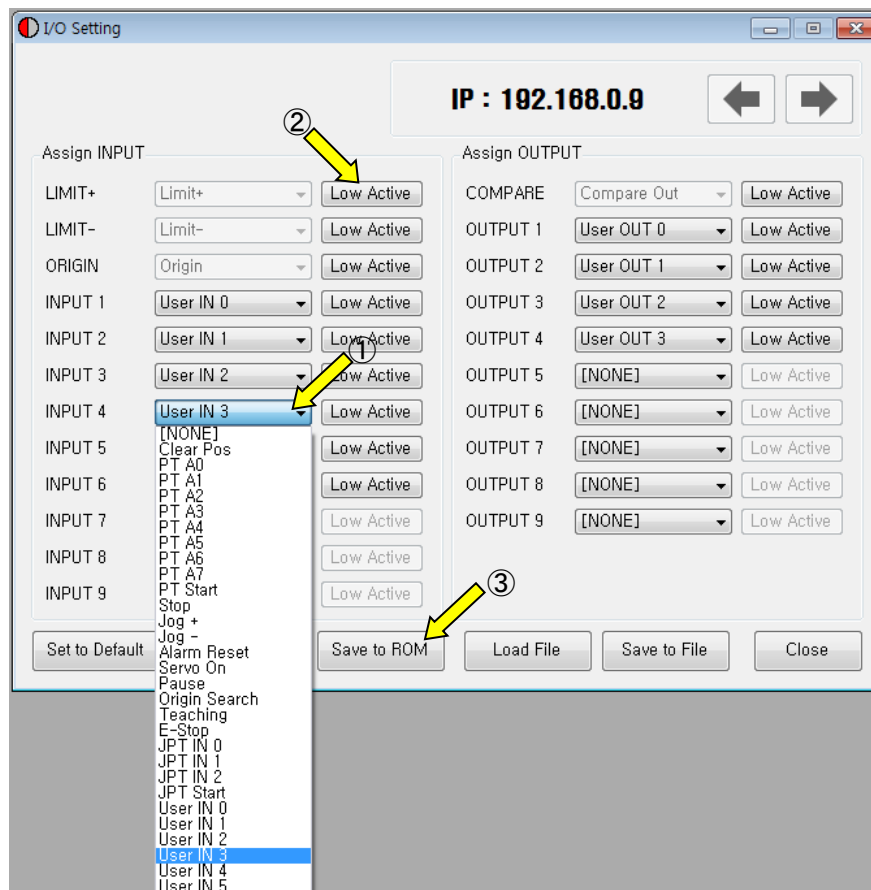 I/O Setting
IP : 192.168.0.9
②
Assign INPUT
Assign OUTPUT
LIMIT+ Limit+ Low Active COMPARE Compare Out Low Active
LIMIT- Limit- Low Active OUTPUT 1 User OUT 0 Low Active
ORIGIN Origin Low Active OUTPUT 2 User OUT 1 Low Active
INPUT 1 User IN 0 Low Active OUTPUT 3 User OUT 2 Low Active
INPUT 2 User IN 1 Low Active OUTPUT 4 User OUT 3 Low Active
①
INPUT 3 User IN 2 Low Active OUTPUT 5 [NONE] Low Active
INPUT 4 User IN 3 Low Active OUTPUT 6 [NONE] Low Active
INPUT 5 Low Active OUTPUT 7 [NONE] Low Active
INPUT 6 Low Active OUTPUT 8 [NONE] Low Active
INPUT 7 Low Active OUTPUT 9 [NONE] Low Active
INPUT 8 Low Active
INPUT 9 Low Active
③
[NONE]
Clear Pos
PT A0
PT A1
PT A2
PT A3
PT A4
PT A5
PT A6
PT A7
PT Start
Stop
Jog +
Jog -
Alarm Reset
Servo On
Pause
Origin Search
Teaching
E-Stop
JPT IN 0
JPT IN 1
JPT IN 2
JPT Start
User IN 0
User IN 1
User IN 2
User IN 3
User IN 4
User IN 5
Set to Default Save to ROM Load File Save to File Close